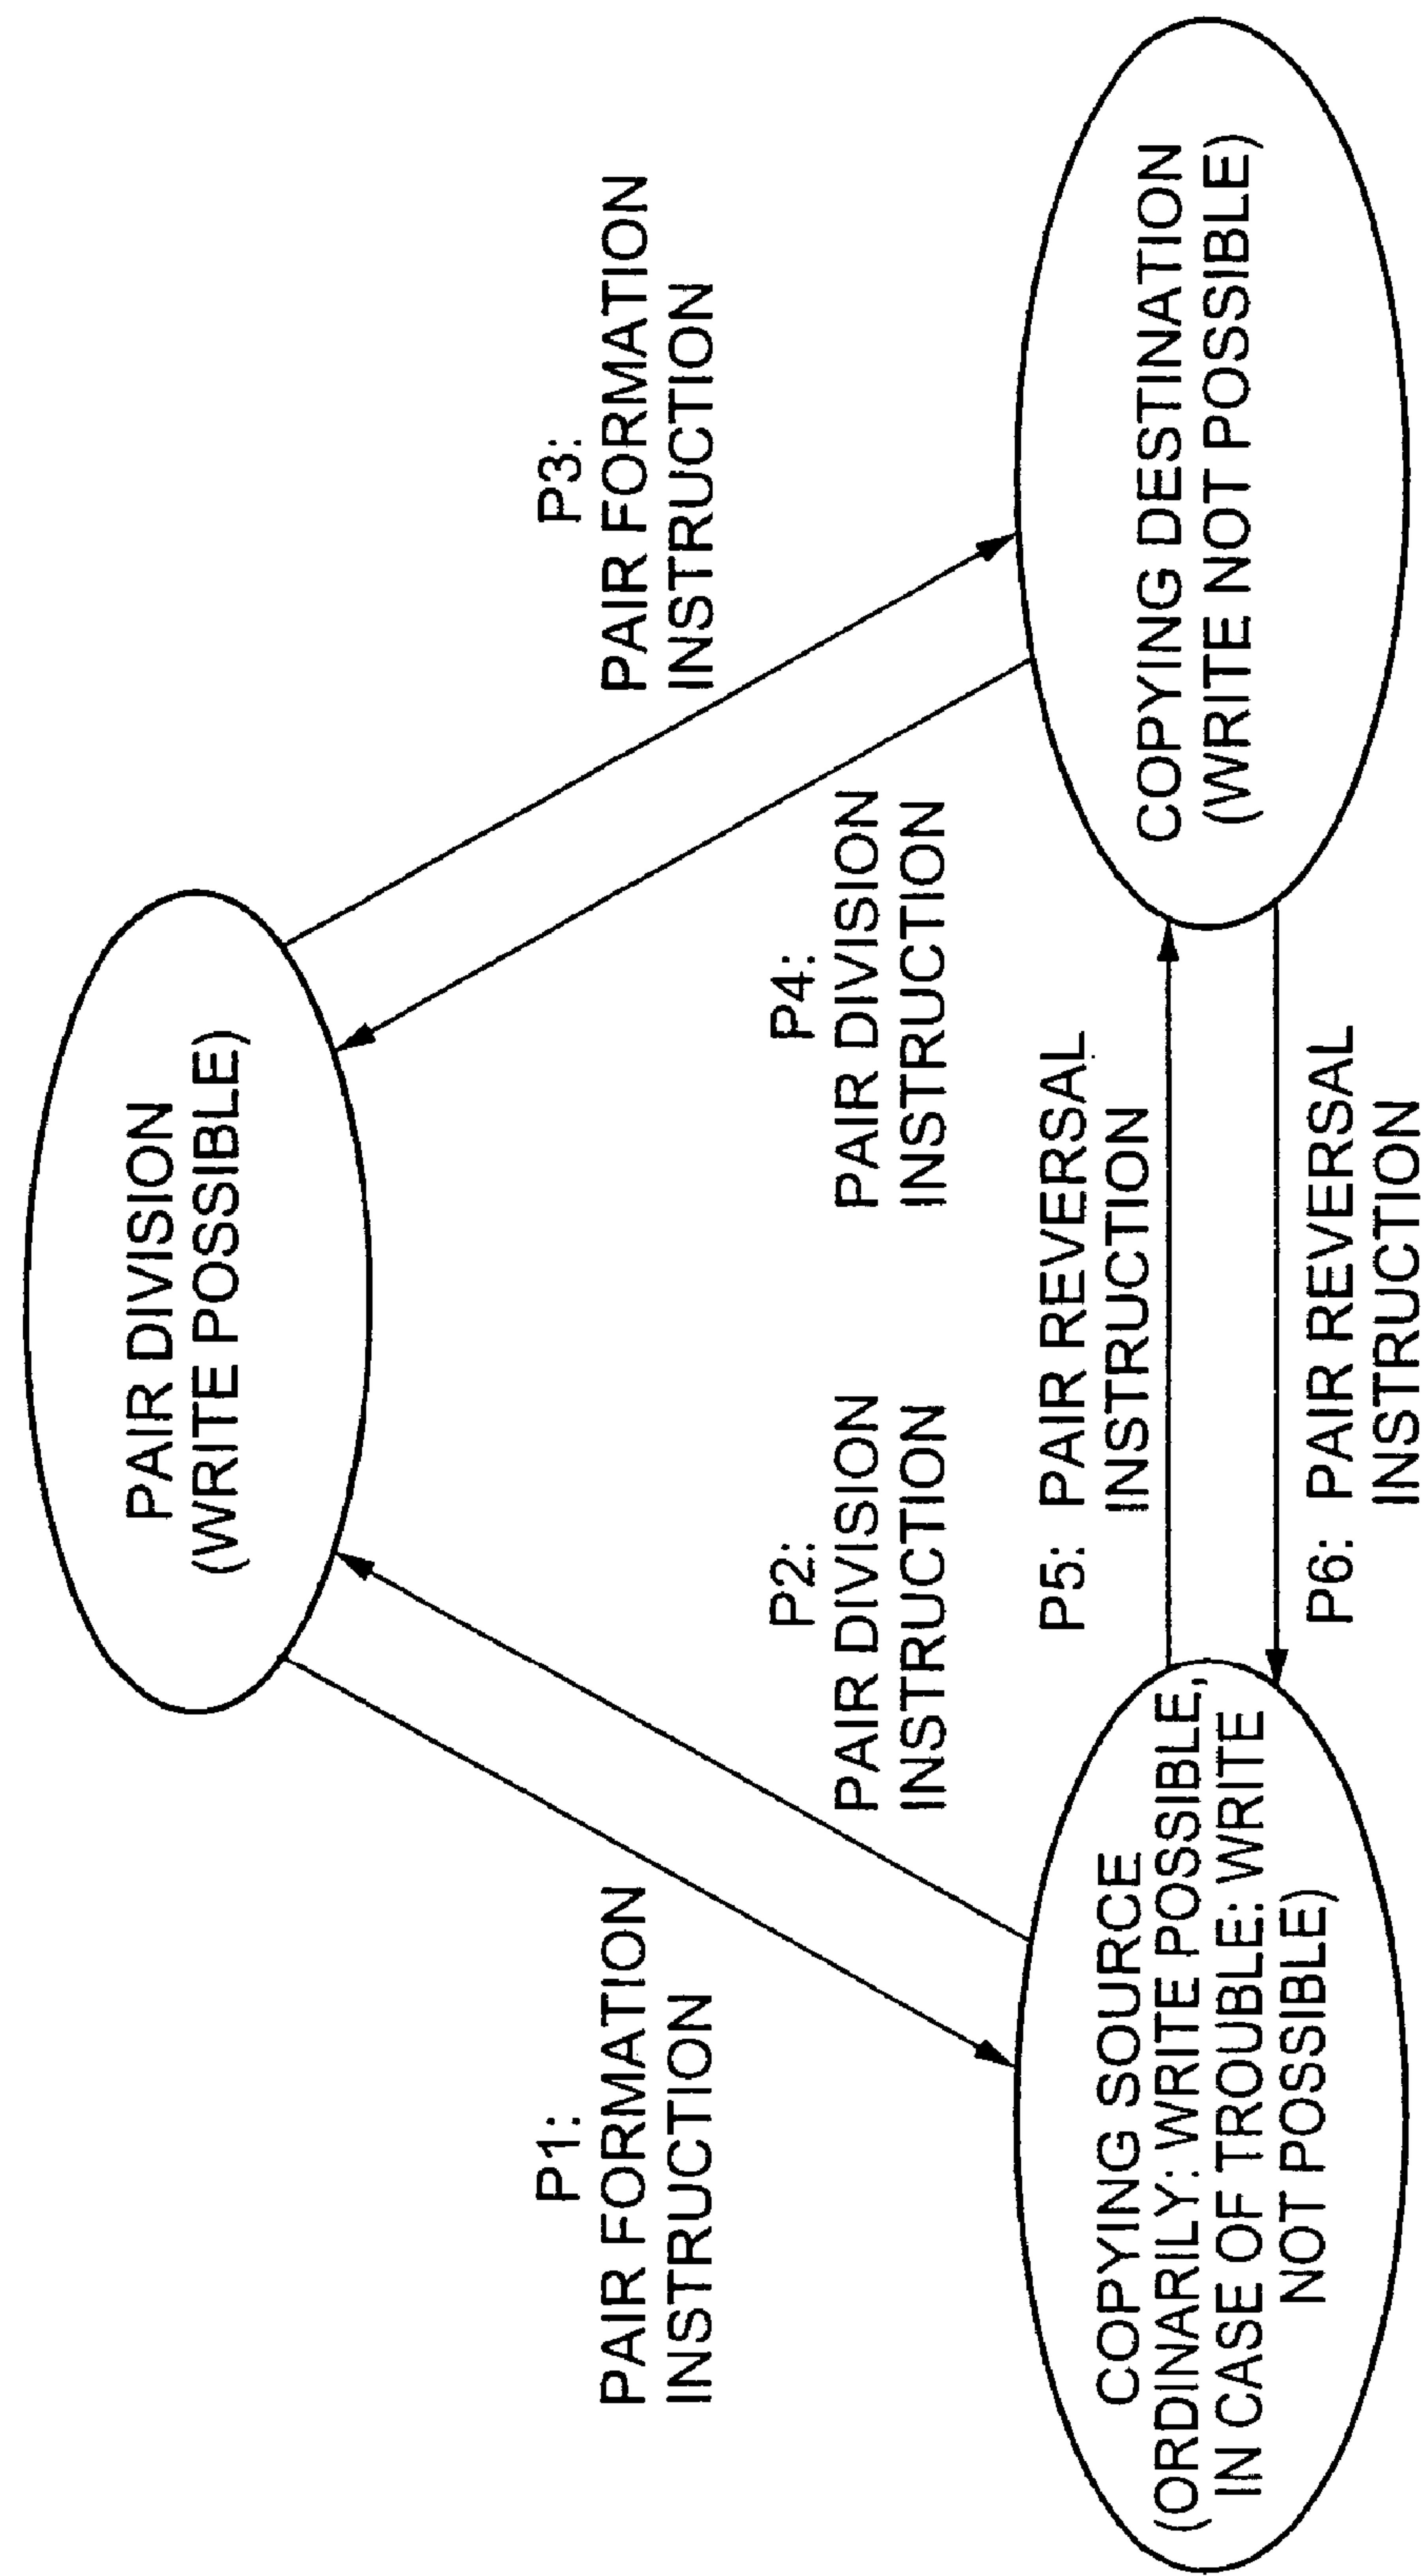 PAIR DIVISION
(WRITE POSSIBLE)
P1:
PAIR FORMATION
INSTRUCTION
P3:
PAIR FORMATION
INSTRUCTION
P2:
PAIR DIVISION
INSTRUCTION
P4:
PAIR DIVISION
INSTRUCTION
COPYING SOURCE
(ORDINARILY: WRITE POSSIBLE,
IN CASE OF TROUBLE: WRITE
NOT POSSIBLE)
P5: PAIR REVERSAL
INSTRUCTION
P6: PAIR REVERSAL
INSTRUCTION
COPYING DESTINATION
(WRITE NOT POSSIBLE)